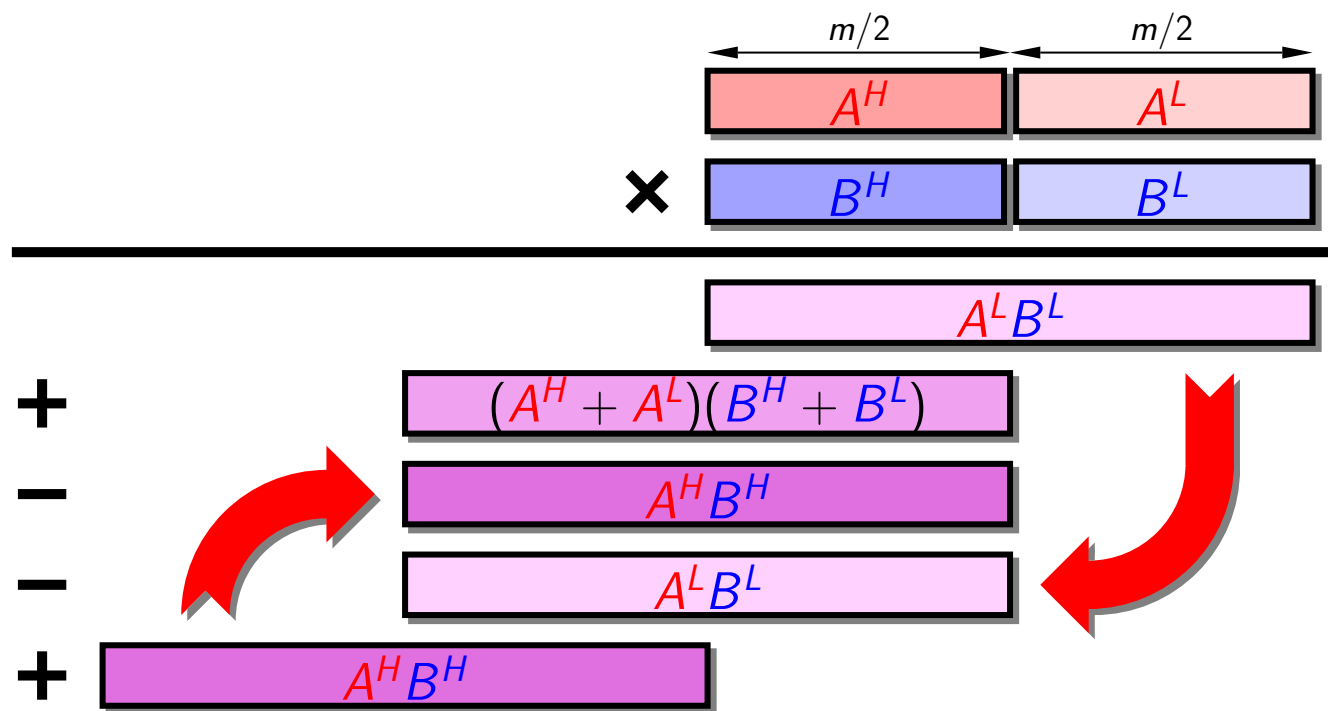 m/2 m/2
A^H A^L
× B^H B^L
A^L B^L
+ (A^H + A^L)(B^H + B^L)
− A^H B^H
− A^L B^L
+ A^H B^H